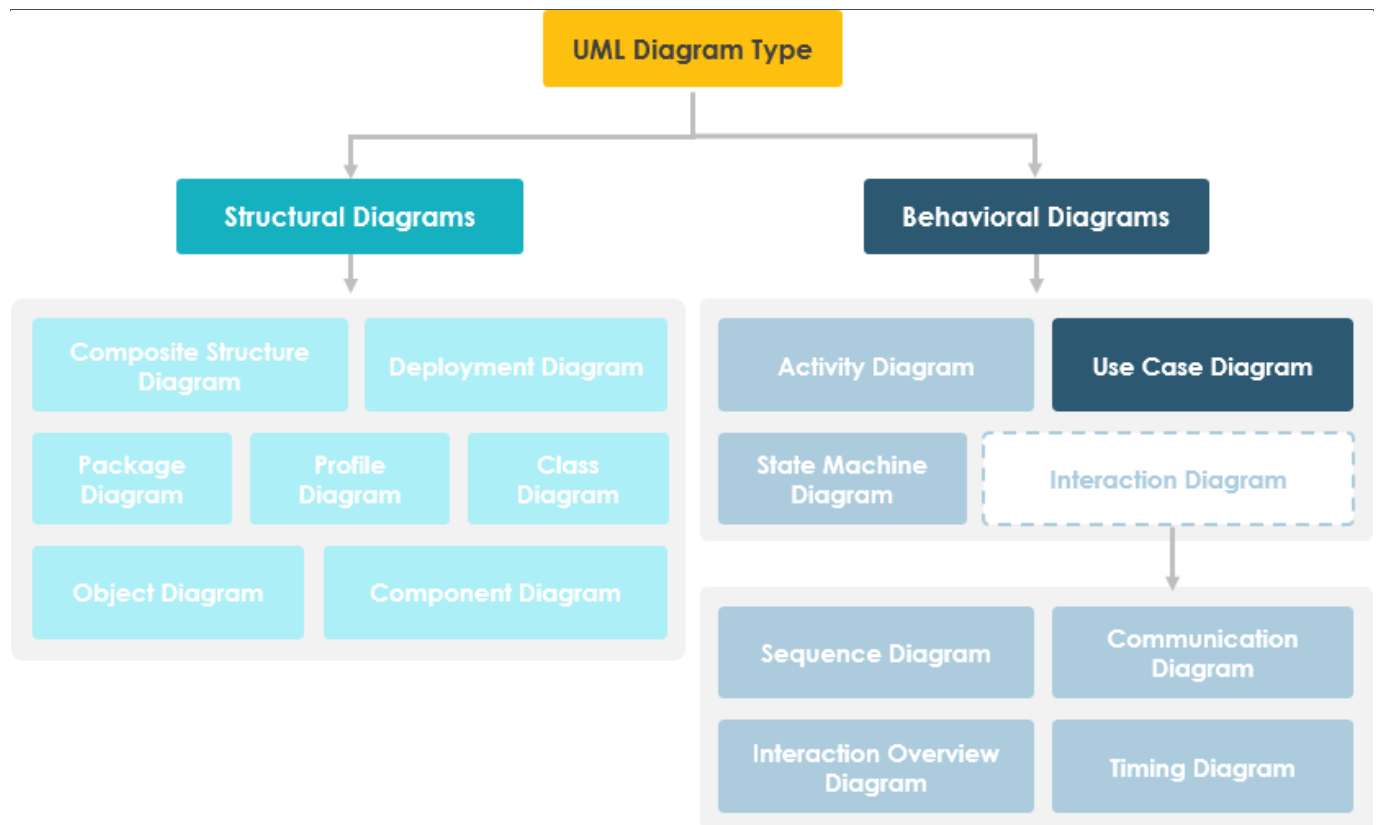 UML Diagram Type
Structural Diagrams
Behavioral Diagrams
Composite Structure
Diagram
Deployment Diagram
Package
Diagram
Profile
Diagram
Class
Diagram
Object Diagram
Component Diagram
Activity Diagram
Use Case Diagram
State Machine
Diagram
Interaction Diagram
Sequence Diagram
Communication
Diagram
Interaction Overview
Diagram
Timing Diagram